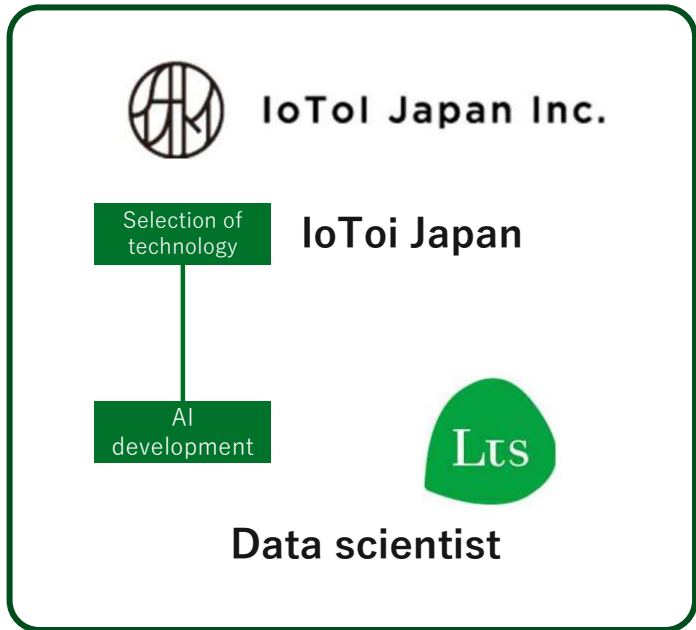 IoToI Japan Inc.
Selection of
technology
IoToi Japan
AI
development
Lts
Data scientist